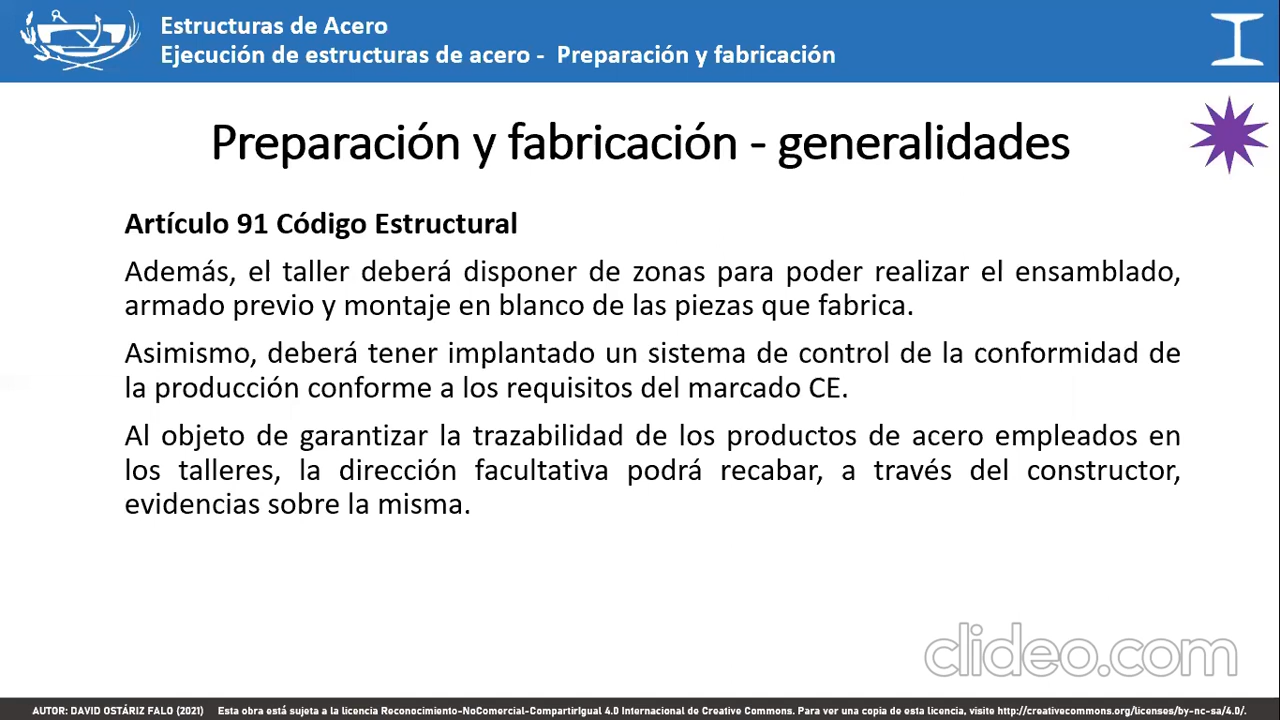 Estructuras de Acero
Ejecución de estructuras de acero - Preparación y fabricación
Preparación y fabricación - generalidades
Artículo 91 Código Estructural
Además, el taller deberá disponer de zonas para poder realizar el ensamblado,
armado previo y montaje en blanco de las piezas que fabrica.
Asimismo, deberá tener implantado un sistema de control de la conformidad de
la producción conforme a los requisitos del marcado CE.
Al objeto de garantizar la trazabilidad de los productos de acero empleados en
los talleres, la dirección facultativa podrá recabar, a través del constructor,
evidencias sobre la misma.
clideo.com
AUTOR: DAVID OSTÁRIZ FALO (2021) Esta obra está sujeta a la licencia Reconocimiento-NoComercial-CompartirIgual 4.0 Internacional de Creative Commons. Para ver una copia de esta licencia, visite http://creativecommons.org/licenses/by-nc-sa/4.0/.